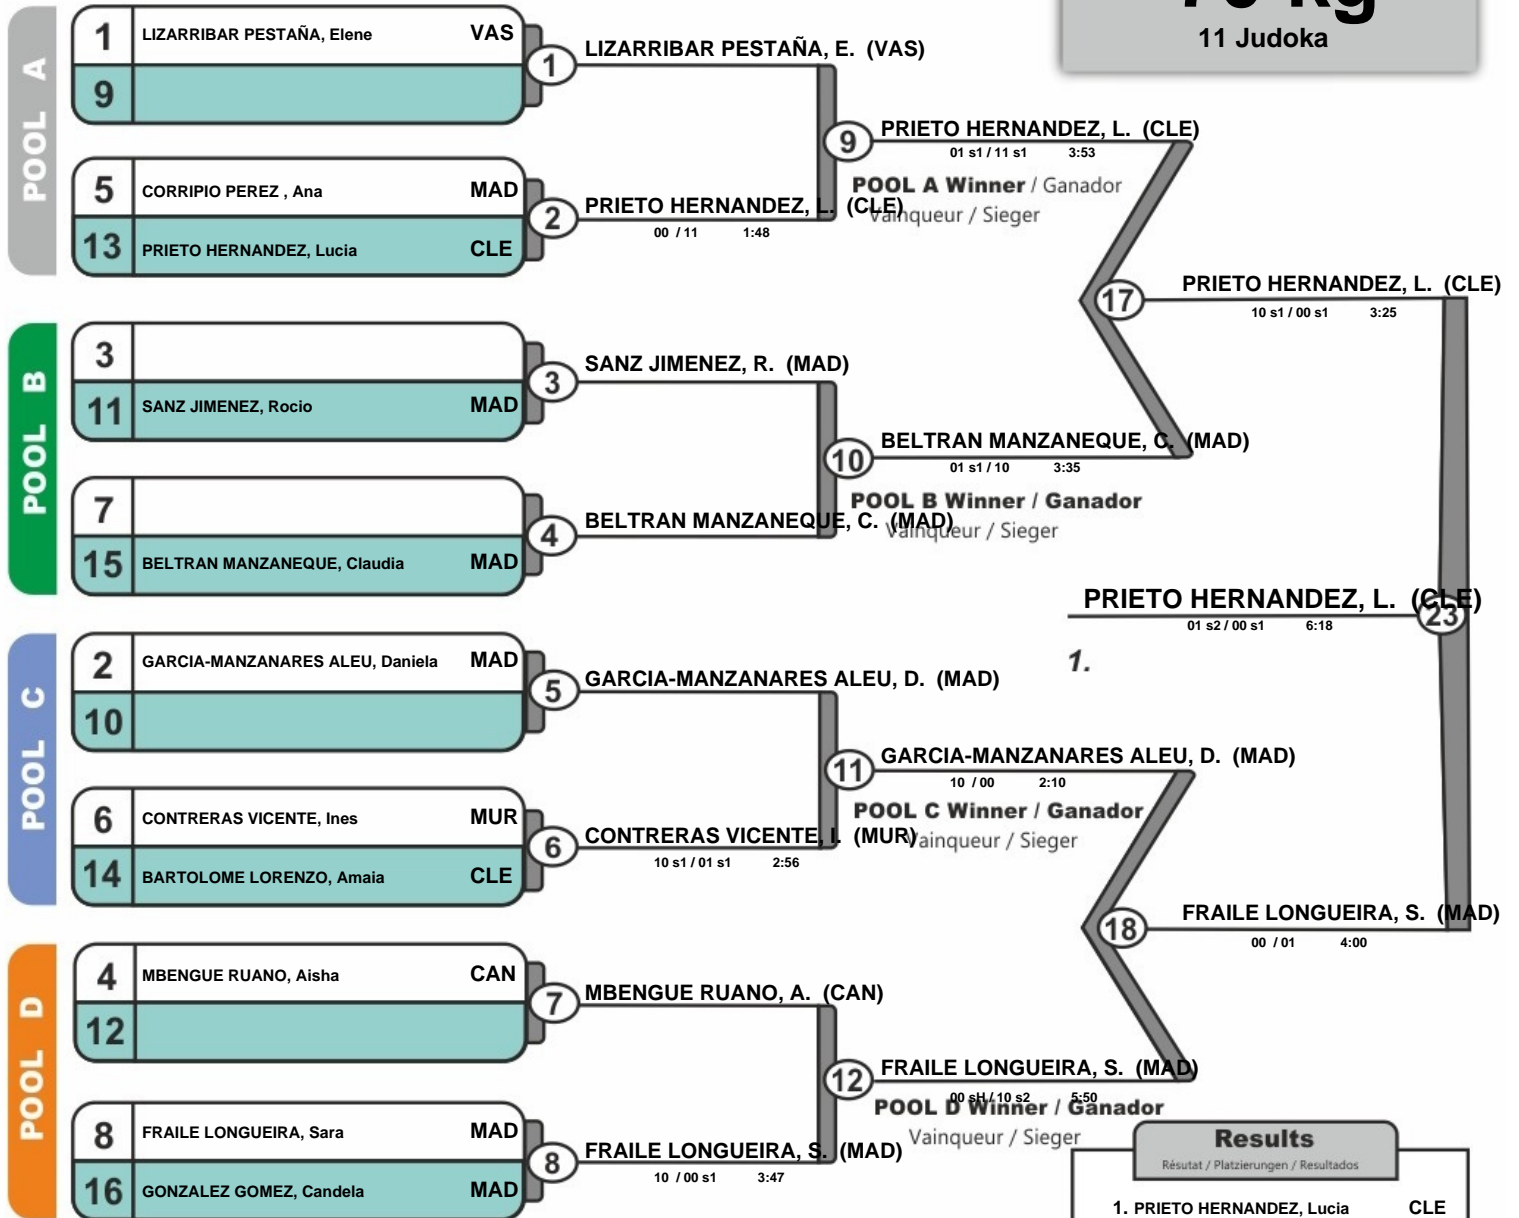 11 Judoka
POOL A
1 LIZARRIBAR PESTAÑA, Elene VAS
9
1
LIZARRIBAR PESTAÑA, E. (VAS)
5 CORRIPIO PEREZ , Ana MAD
13 PRIETO HERNANDEZ, Lucia CLE
2
PRIETO HERNANDEZ, L. (CLE)
00 / 11 1:48
9
PRIETO HERNANDEZ, L. (CLE)
01 s1 / 11 s1 3:53
POOL A Winner / Ganador
Vainqueur / Sieger
POOL B
3
11 SANZ JIMENEZ, Rocio MAD
3
SANZ JIMENEZ, R. (MAD)
7
15 BELTRAN MANZANEQUE, Claudia MAD
4
BELTRAN MANZANEQUE, C. (MAD)
10
BELTRAN MANZANEQUE, C. (MAD)
01 s1 / 10 3:35
POOL B Winner / Ganador
Vainqueur / Sieger
17
PRIETO HERNANDEZ, L. (CLE)
10 s1 / 00 s1 3:25
PRIETO HERNANDEZ, L. (CLE)
23
01 s2 / 00 s1 6:18
1.
POOL C
2 GARCIA-MANZANARES ALEU, Daniela MAD
10
5
GARCIA-MANZANARES ALEU, D. (MAD)
6 CONTRERAS VICENTE, Ines MUR
14 BARTOLOME LORENZO, Amaia CLE
6
CONTRERAS VICENTE, I. (MUR)
10 s1 / 01 s1 2:56
11
GARCIA-MANZANARES ALEU, D. (MAD)
10 / 00 2:10
POOL C Winner / Ganador
Vainqueur / Sieger
POOL D
4 MBENGUE RUANO, Aisha CAN
12
7
MBENGUE RUANO, A. (CAN)
8 FRAILE LONGUEIRA, Sara MAD
16 GONZALEZ GOMEZ, Candela MAD
8
FRAILE LONGUEIRA, S. (MAD)
10 / 00 s1 3:47
12
FRAILE LONGUEIRA, S. (MAD)
00 sH / 10 s2 5:50
POOL D Winner / Ganador
Vainqueur / Sieger
18
FRAILE LONGUEIRA, S. (MAD)
00 / 01 4:00
Results
Résutat / Platzierungen / Resultados
1. PRIETO HERNANDEZ, Lucia CLE